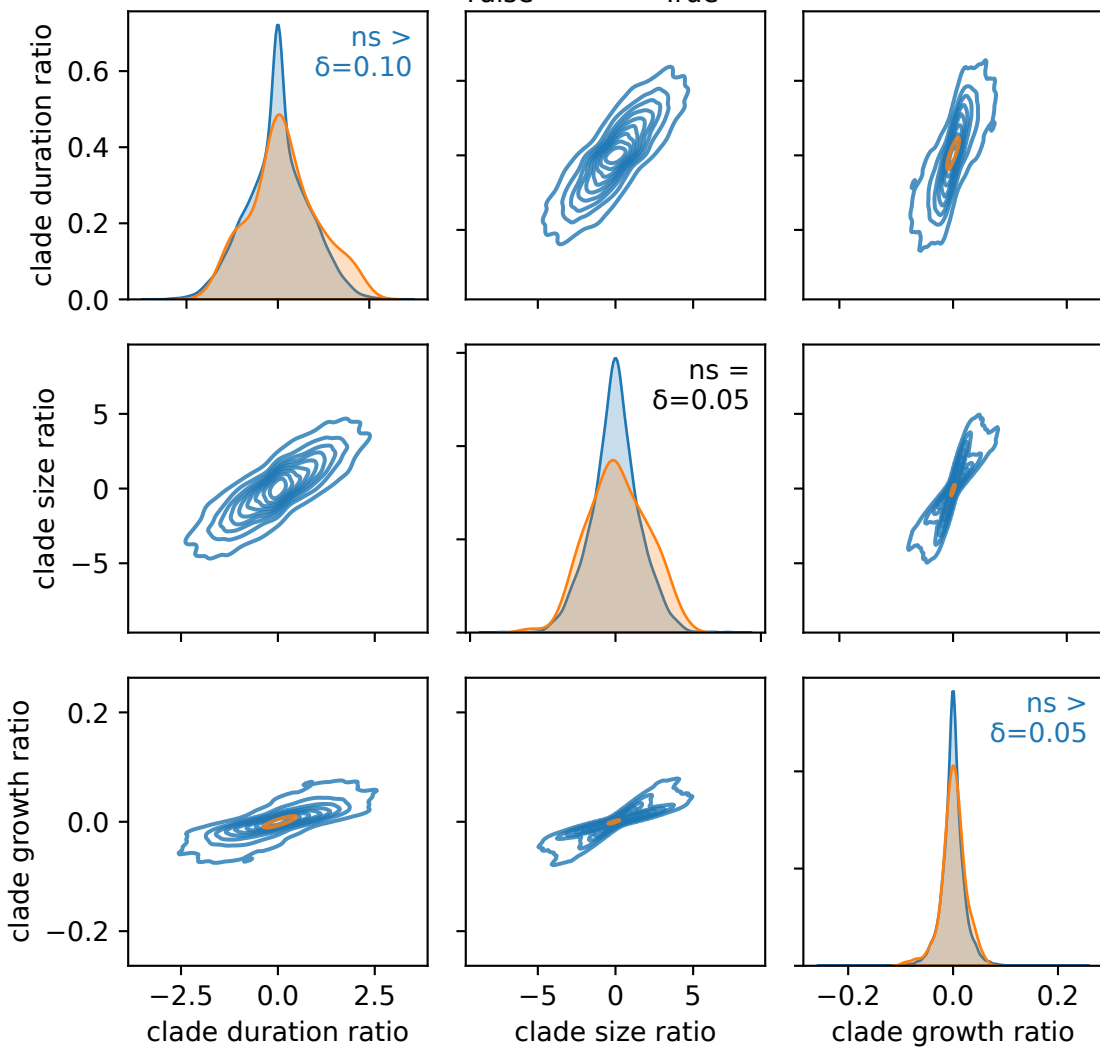 True
clade duration ratio
0.6
0.4
0.2
0.0
ns >
δ=0.10
clade size ratio
5
0
−5
ns =
δ=0.05
clade growth ratio
0.2
0.0
−0.2
ns >
δ=0.05
−2.5
0.0
2.5
−5
0
5
−0.2
0.0
0.2
clade duration ratio
clade size ratio
clade growth ratio